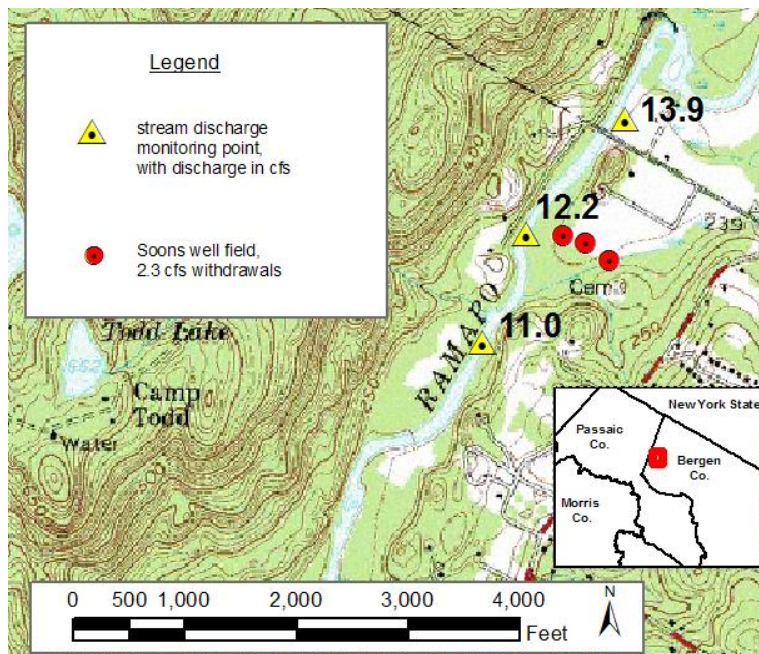 Legend
stream discharge
monitoring point,
with discharge in cfs
Soons well field,
2.3 cfs withdrawals
13.9
12.2
239
Cem
11.0
260
RAMAPO
Todd Lake
662
Camp
Todd
Water
New York State
Passaic
Co.
Bergen
Co.
Morris
Co.
0 500 1,000 2,000 3,000 4,000
Feet
N